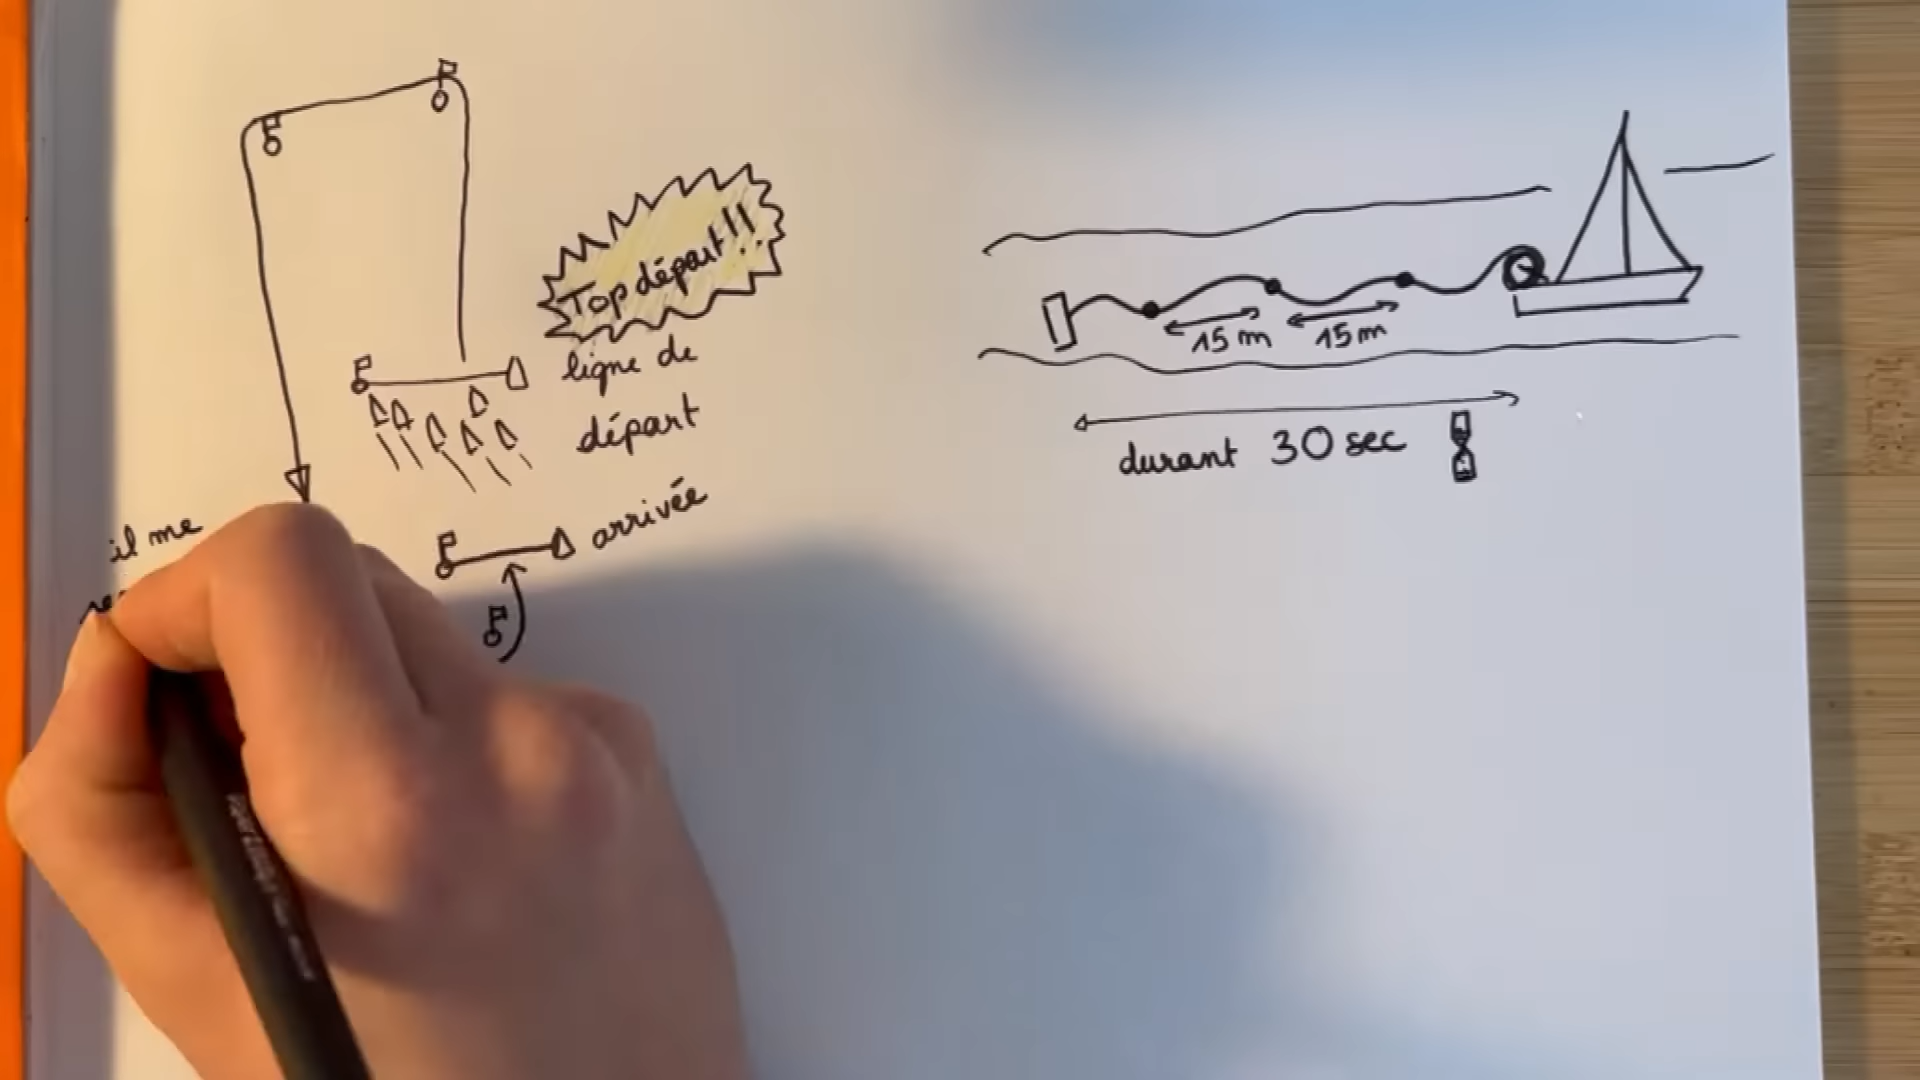 Top départ!!
ligne de
départ
arrivée
il me
15 m
15 m
durant 30 sec